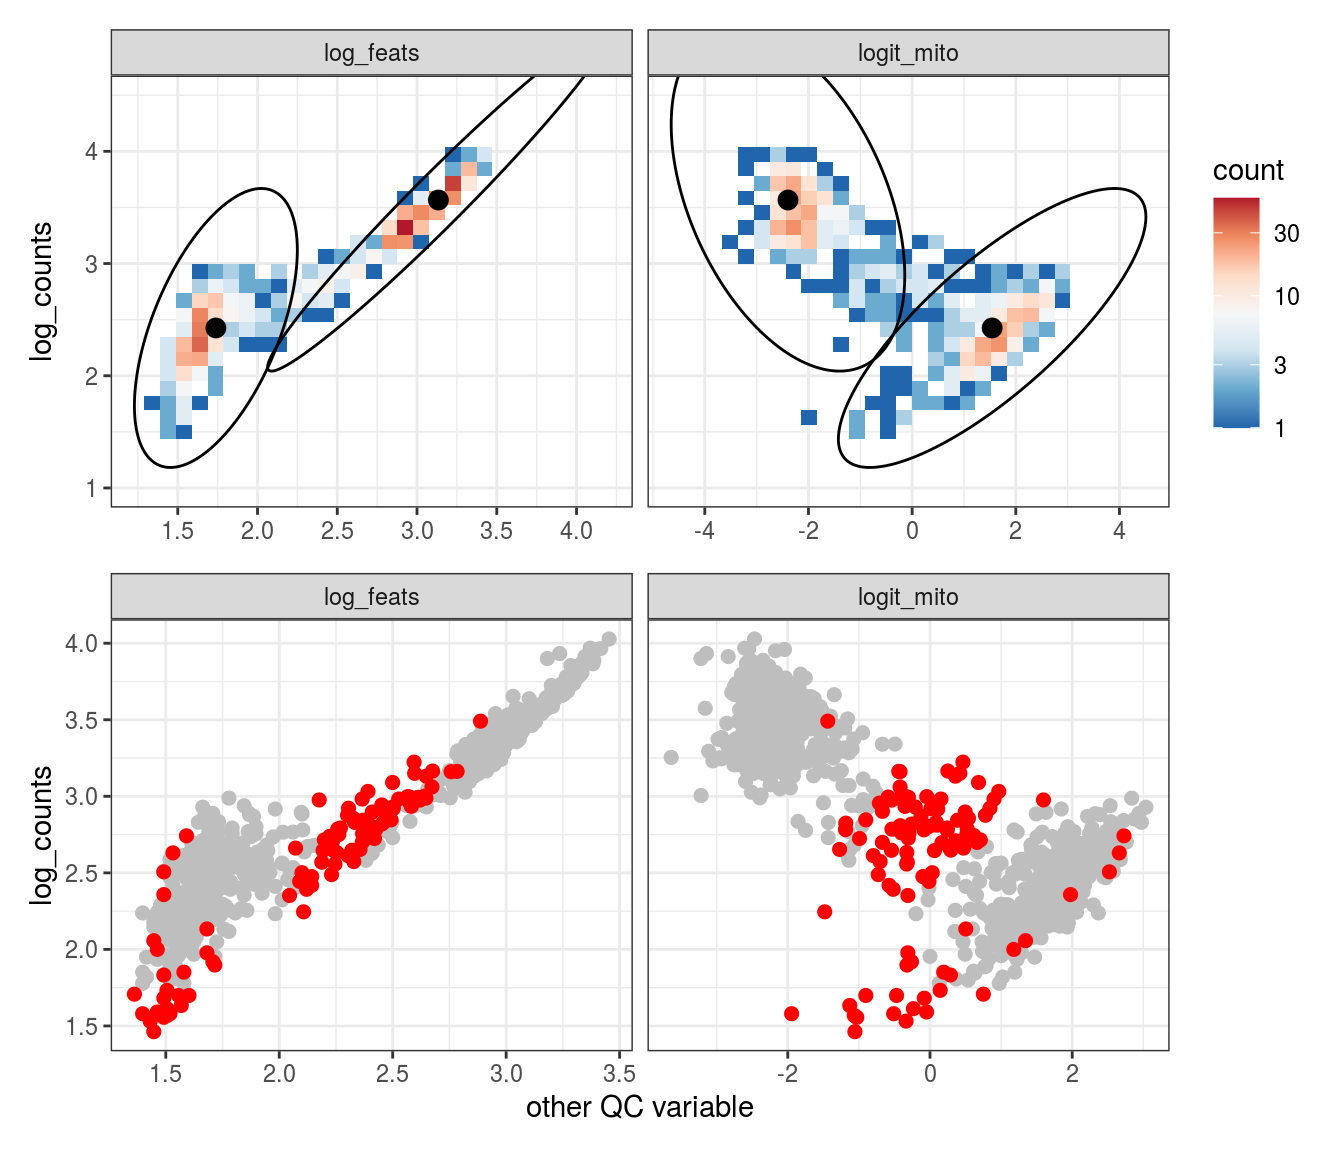 log_feats
logit_mito
4
3
2
1
log_counts
1.5 2.0 2.5 3.0 3.5 4.0
-4 -2 0 2 4
count
30
10
3
1
log_feats
logit_mito
4.0
3.5
3.0
2.5
2.0
1.5
log_counts
1.5 2.0 2.5 3.0 3.5
-2 0 2
other QC variable